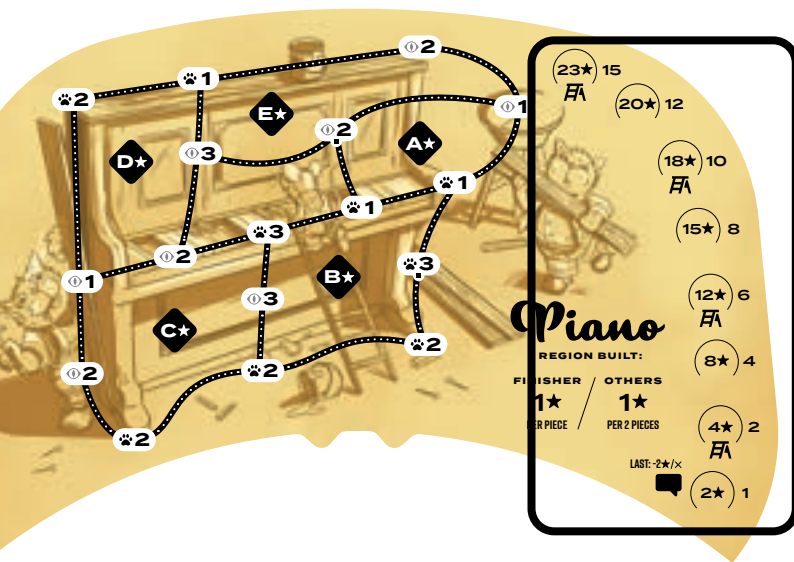 2
1
2
E★
2
1
A★
D★
3
1
1
3
2
3
B★
1
3
C★
2
2
2
2
23★ 15
20★ 12
18★ 10
15★ 8
12★ 6
8★ 4
4★ 2
2★ 1
Piano
REGION BUILT:
FINISHER / OTHERS
1★ 1★
PER PIECE PER 2 PIECES
LAST: -2★/×